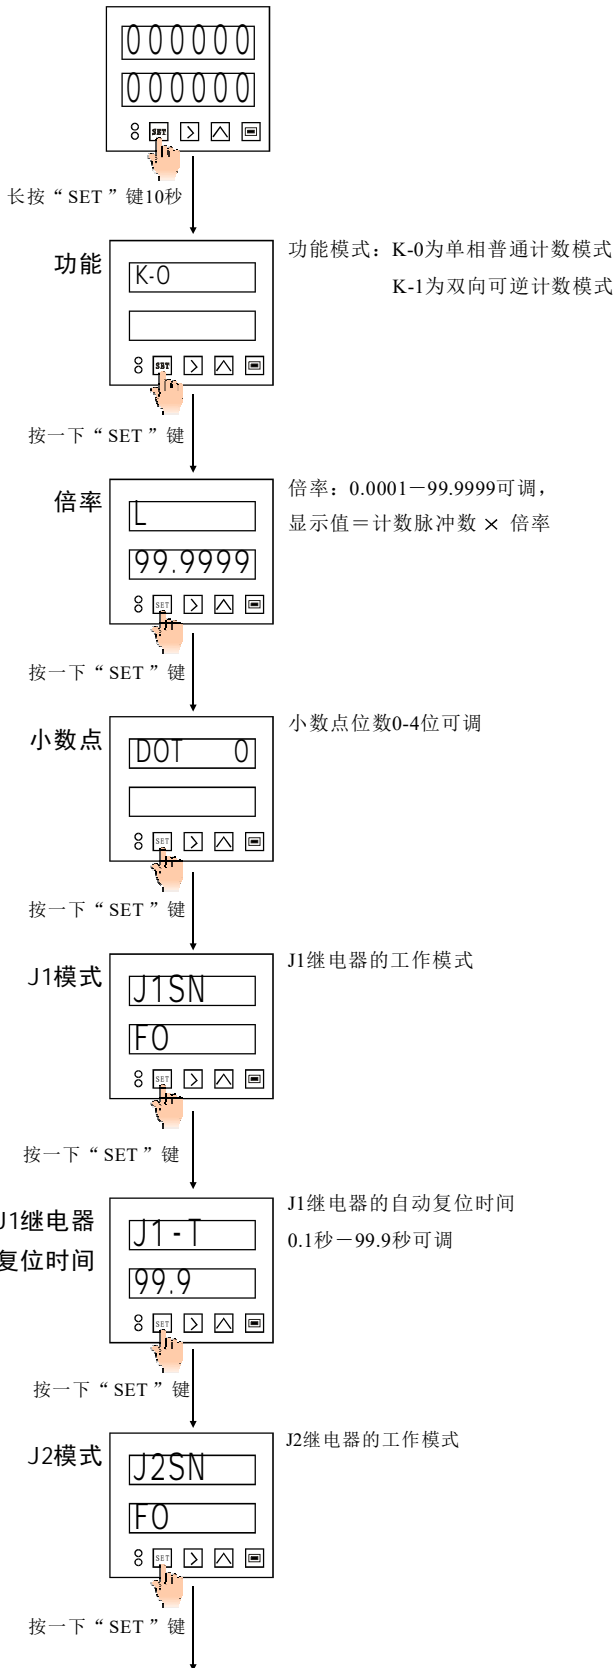 000000
000000
SET
长按“SET”键10秒
功能
K-0
SET
功能模式：K-0为单相普通计数模式
K-1为双向可逆计数模式
按一下“SET”键
倍率
L
99.9999
SET
倍率：0.0001－99.9999可调，
显示值＝计数脉冲数 × 倍率
按一下“SET”键
小数点
DOT 0
SET
小数点位数0-4位可调
按一下“SET”键
J1模式
J1SN
F0
SET
J1继电器的工作模式
按一下“SET”键
J1继电器
复位时间
J1-T
99.9
SET
J1继电器的自动复位时间
0.1秒－99.9秒可调
按一下“SET”键
J2模式
J2SN
F0
SET
J2继电器的工作模式
按一下“SET”键